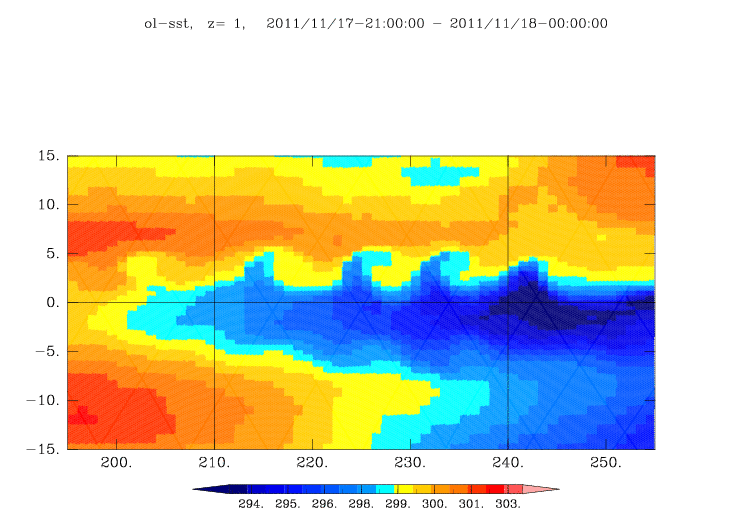 ol-sst, z= 1, 2011/11/17-21:00:00 - 2011/11/18-00:00:00
15.
10.
5.
0.
-5.
-10.
-15.
200. 210. 220. 230. 240. 250.
294. 295. 296. 298. 299. 300. 301. 303.